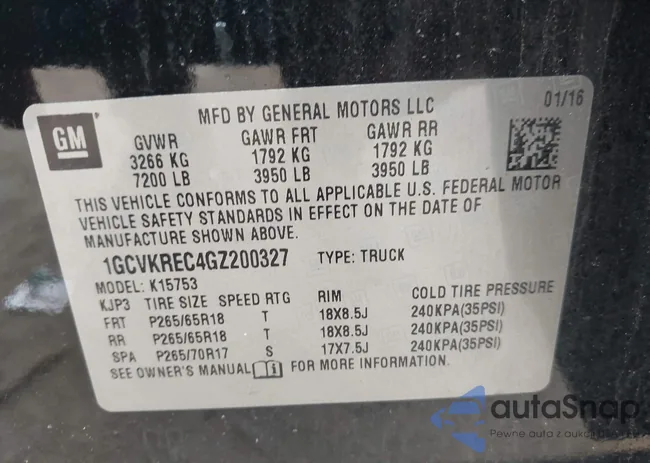 MFD BY GENERAL MOTORS LLC 01/16
GM
GVWR GAWR FRT GAWR RR
3266 KG 1792 KG 1792 KG
7200 LB 3950 LB 3950 LB
THIS VEHICLE CONFORMS TO ALL APPLICABLE U.S. FEDERAL MOTOR
VEHICLE SAFETY STANDARDS IN EFFECT ON THE DATE OF
MANUFACTURE SHOWN ABOVE.
1GCVKREC4GZ200327 TYPE: TRUCK
MODEL: K15753
KJP3 TIRE SIZE SPEED RTG RIM COLD TIRE PRESSURE
FRT P265/65R18 T 18X8.5J 240KPA(35PSI)
RR P265/65R18 T 18X8.5J 240KPA(35PSI)
SPA P265/70R17 S 17X7.5J 240KPA(35PSI)
SEE OWNER'S MANUAL i FOR MORE INFORMATION.
autaSnap
Pewne auta z aukcji